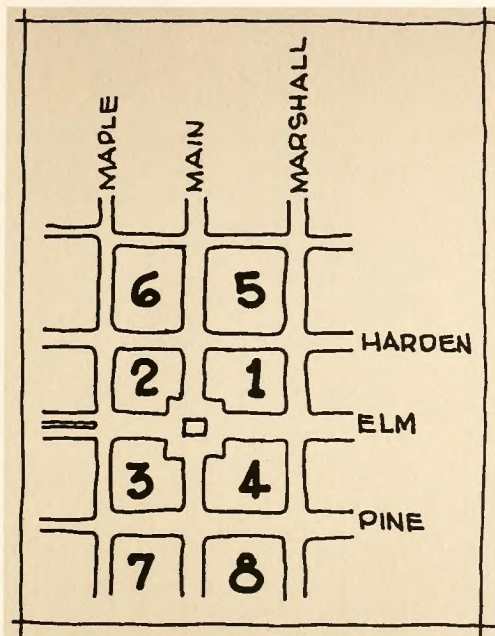 MAPLE
MAIN
MARSHALL
6 5
HARDEN
2 1
ELM
3 4
PINE
7 8